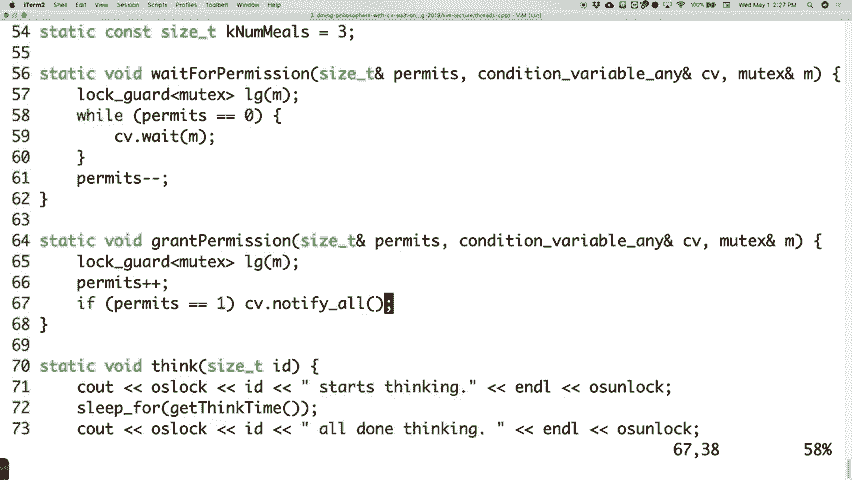 iTerm2 Shell Edit View Session Scripts Profiles Toolbelt Window Help 100% Wed May 1 2:27 PM
54 static const size_t kNumMeals = 3;
55
56 static void waitForPermission(size_t& permits, condition_variable_any& cv, mutex& m) {
57 lock_guard<mutex> lg(m);
58 while (permits == 0) {
59 cv.wait(m);
60 }
61 permits--;
62 }
63
64 static void grantPermission(size_t& permits, condition_variable_any& cv, mutex& m) {
65 lock_guard<mutex> lg(m);
66 permits++;
67 if (permits == 1) cv.notify_all();
68 }
69
70 static void think(size_t id) {
71 cout << oslock << id << " starts thinking." << endl << osunlock;
72 sleep_for(getThinkTime());
73 cout << oslock << id << " all done thinking. " << endl << osunlock;
67,38 58%